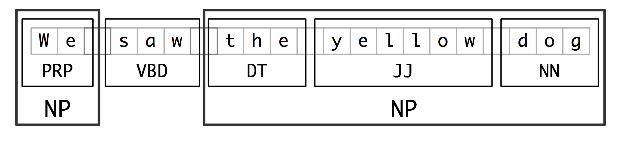 We saw the yellow dog
PRP VBD DT JJ NN
NP NP